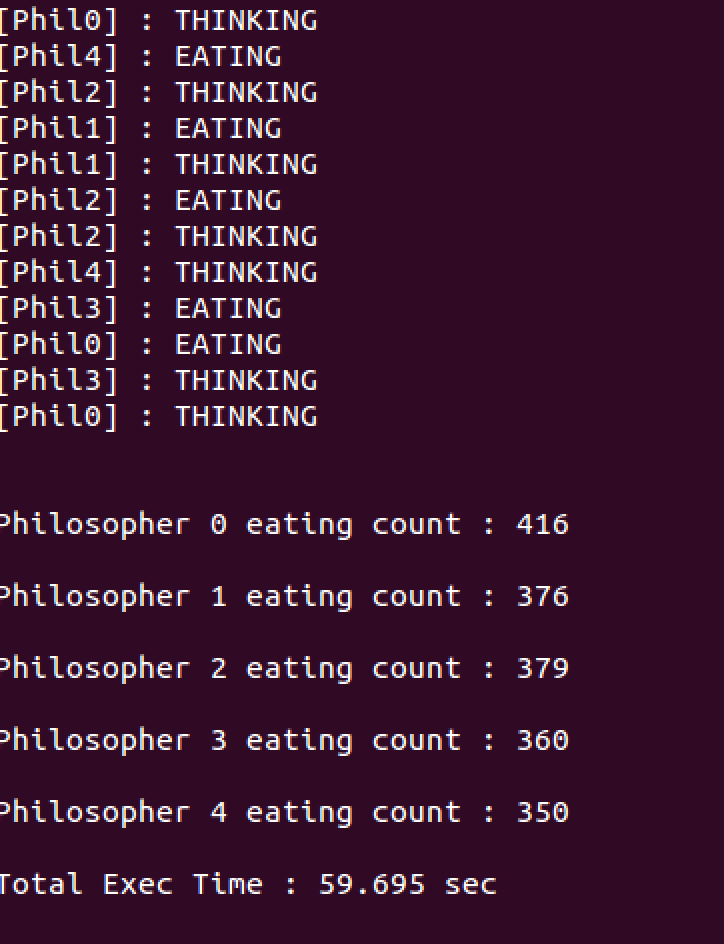 [Phil0] : THINKING
[Phil4] : EATING
[Phil2] : THINKING
[Phil1] : EATING
[Phil1] : THINKING
[Phil2] : EATING
[Phil2] : THINKING
[Phil4] : THINKING
[Phil3] : EATING
[Phil0] : EATING
[Phil3] : THINKING
[Phil0] : THINKING
Philosopher 0 eating count : 416
Philosopher 1 eating count : 376
Philosopher 2 eating count : 379
Philosopher 3 eating count : 360
Philosopher 4 eating count : 350
Total Exec Time : 59.695 sec